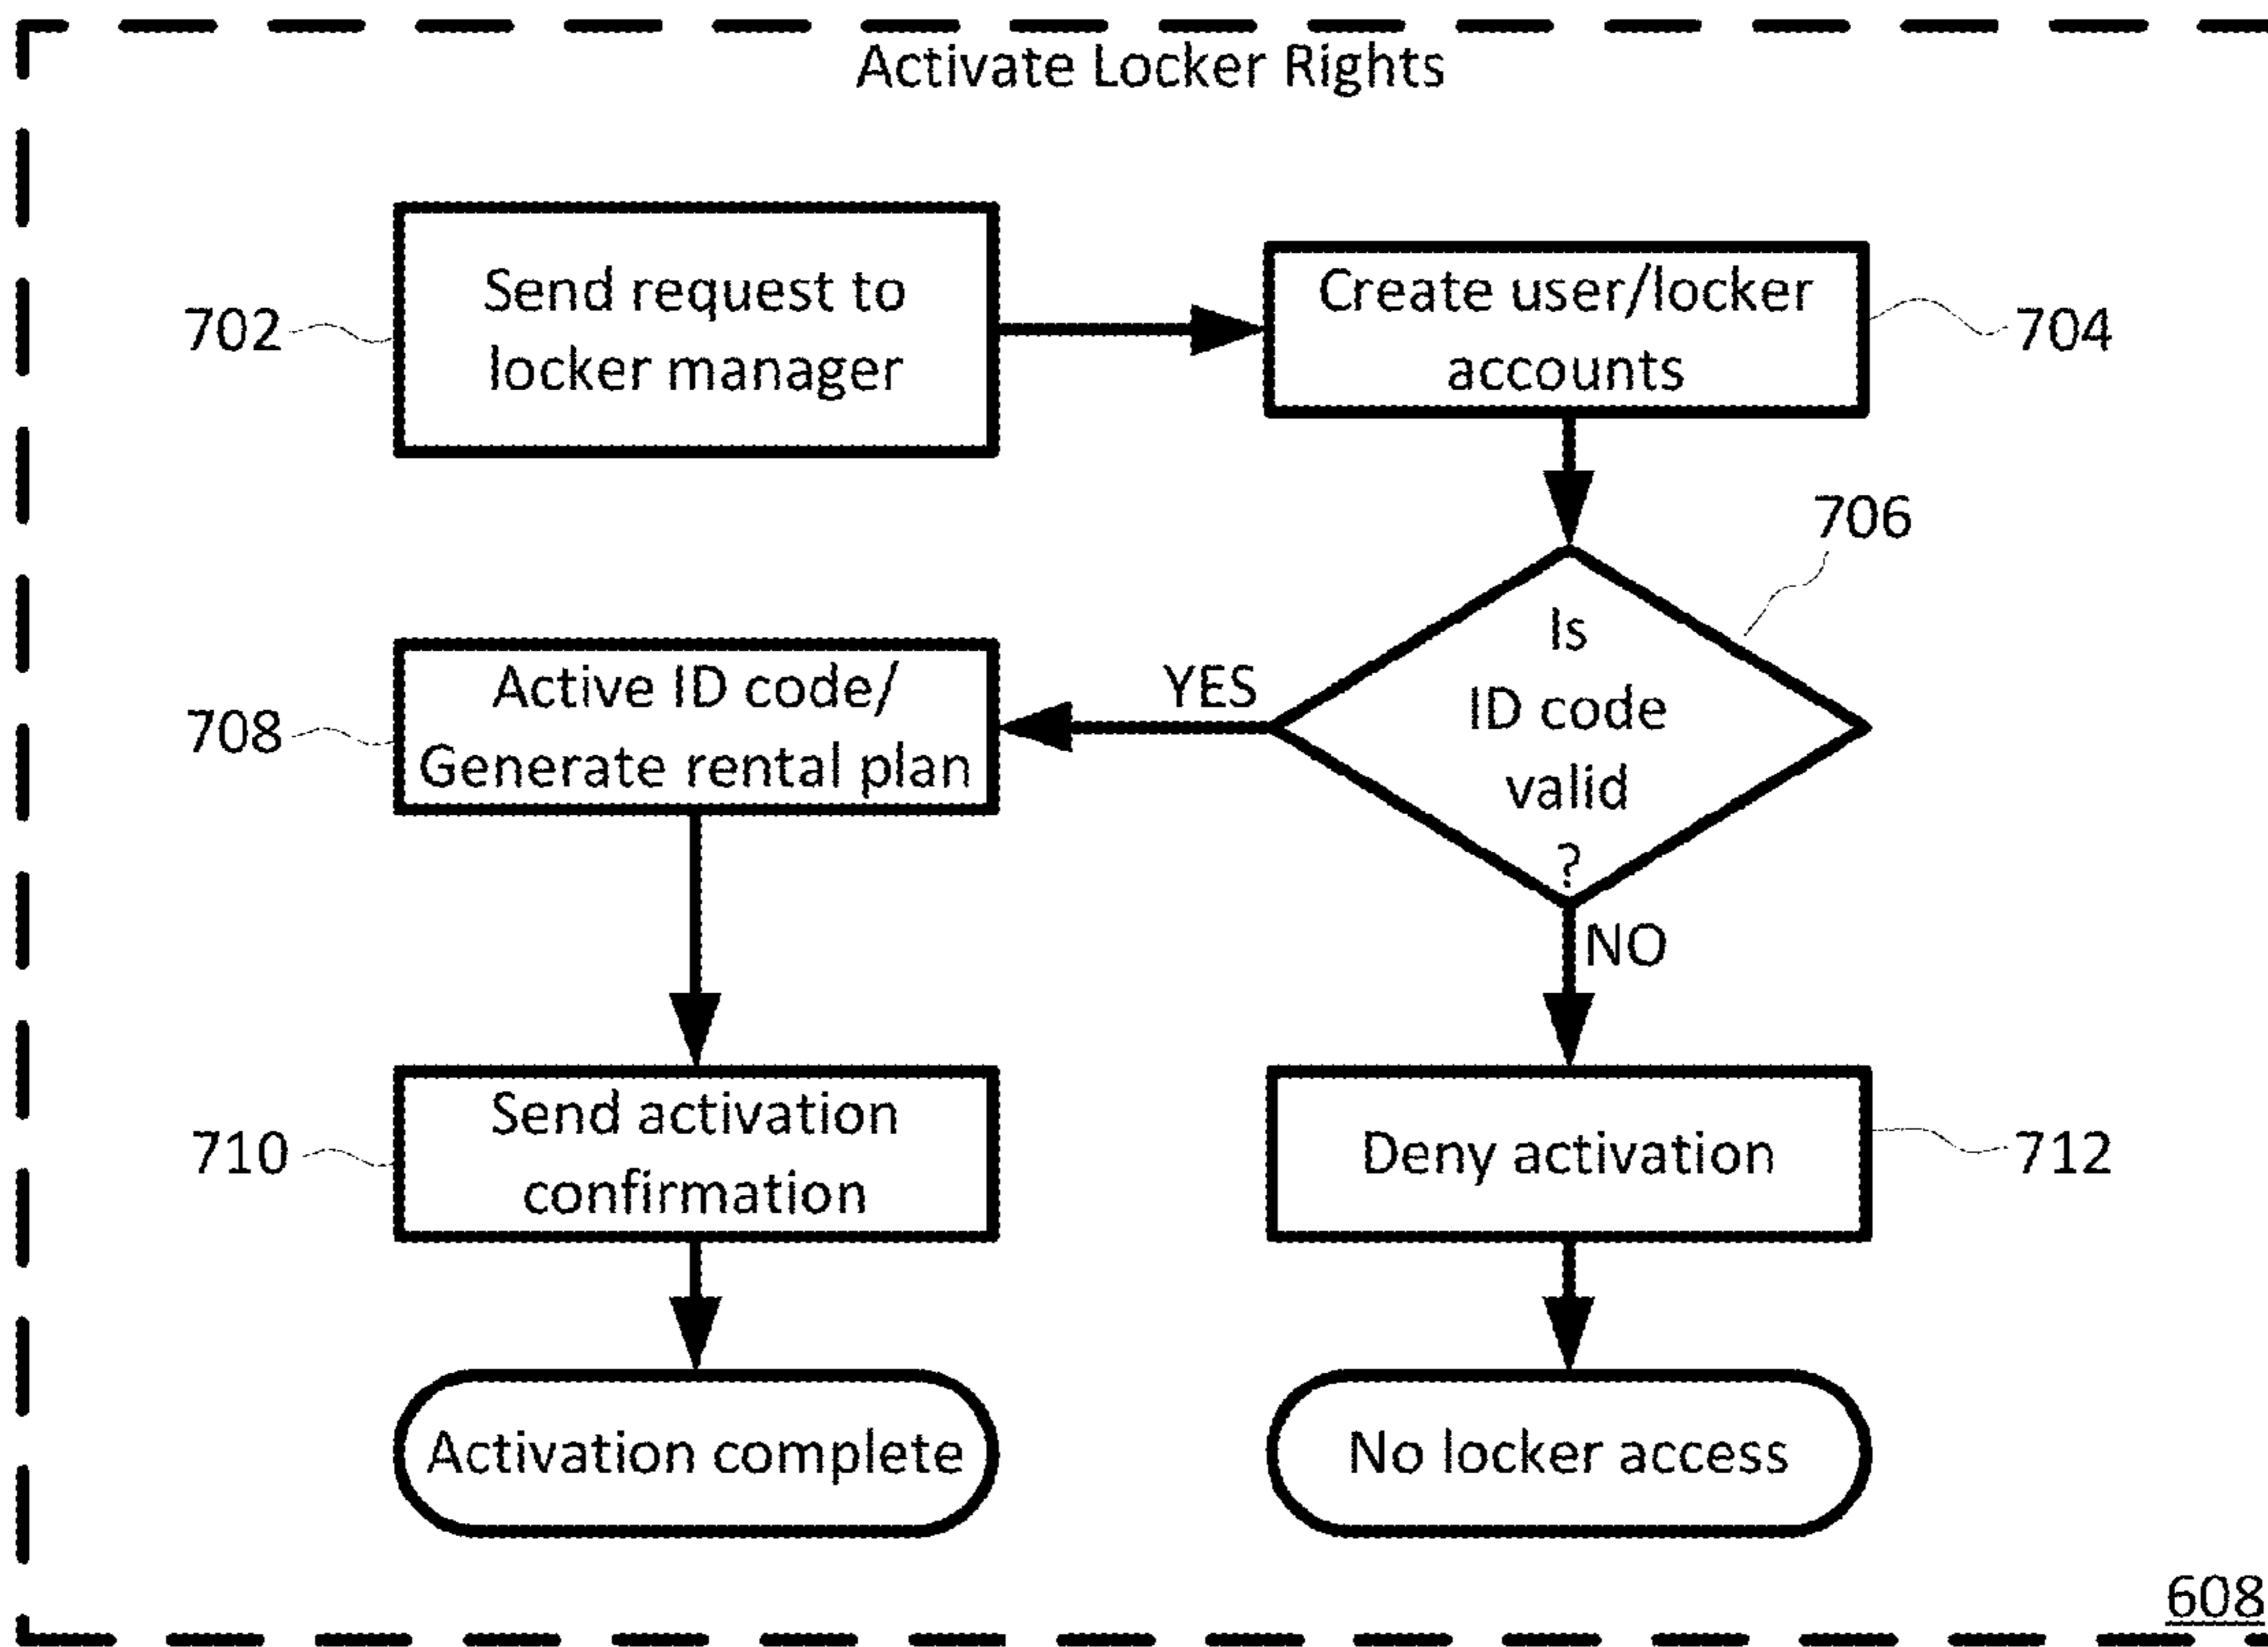 Activate Locker Rights
702
Send request to
locker manager
Create user/locker
accounts
704
706
Is
ID code
valid
?
YES
NO
708
Active ID code/
Generate rental plan
710
Send activation
confirmation
Deny activation
712
Activation complete
No locker access
608